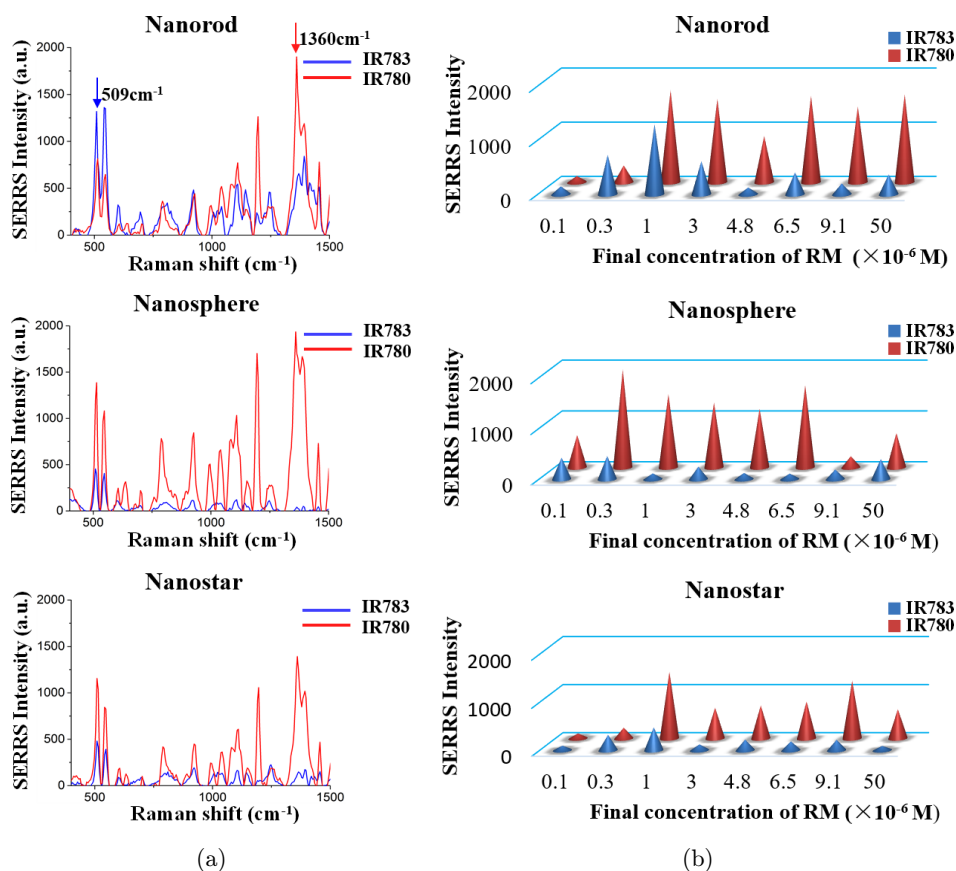 Nanorod
SERRS Intensity (a.u.)
2000
1500
1000
500
0
509cm⁻¹
1360cm⁻¹
IR783
IR780
500 1000 1500
Raman shift (cm⁻¹)
Nanosphere
SERRS Intensity (a.u.)
2000
1500
1000
500
0
IR783
IR780
500 1000 1500
Raman shift (cm⁻¹)
Nanostar
SERRS Intensity (a.u.)
2000
1500
1000
500
0
IR783
IR780
500 1000 1500
Raman shift (cm⁻¹)
(a)
Nanorod
IR783
IR780
SERRS Intensity
2000
1000
0
0.1 0.3 1 3 4.8 6.5 9.1 50
Final concentration of RM (×10⁻⁶ M)
Nanosphere
IR783
IR780
SERRS Intensity
2000
1000
0
0.1 0.3 1 3 4.8 6.5 9.1 50
Final concentration of RM (×10⁻⁶ M)
Nanostar
IR783
IR780
SERRS Intensity
2000
1000
0
0.1 0.3 1 3 4.8 6.5 9.1 50
Final concentration of RM (×10⁻⁶ M)
(b)